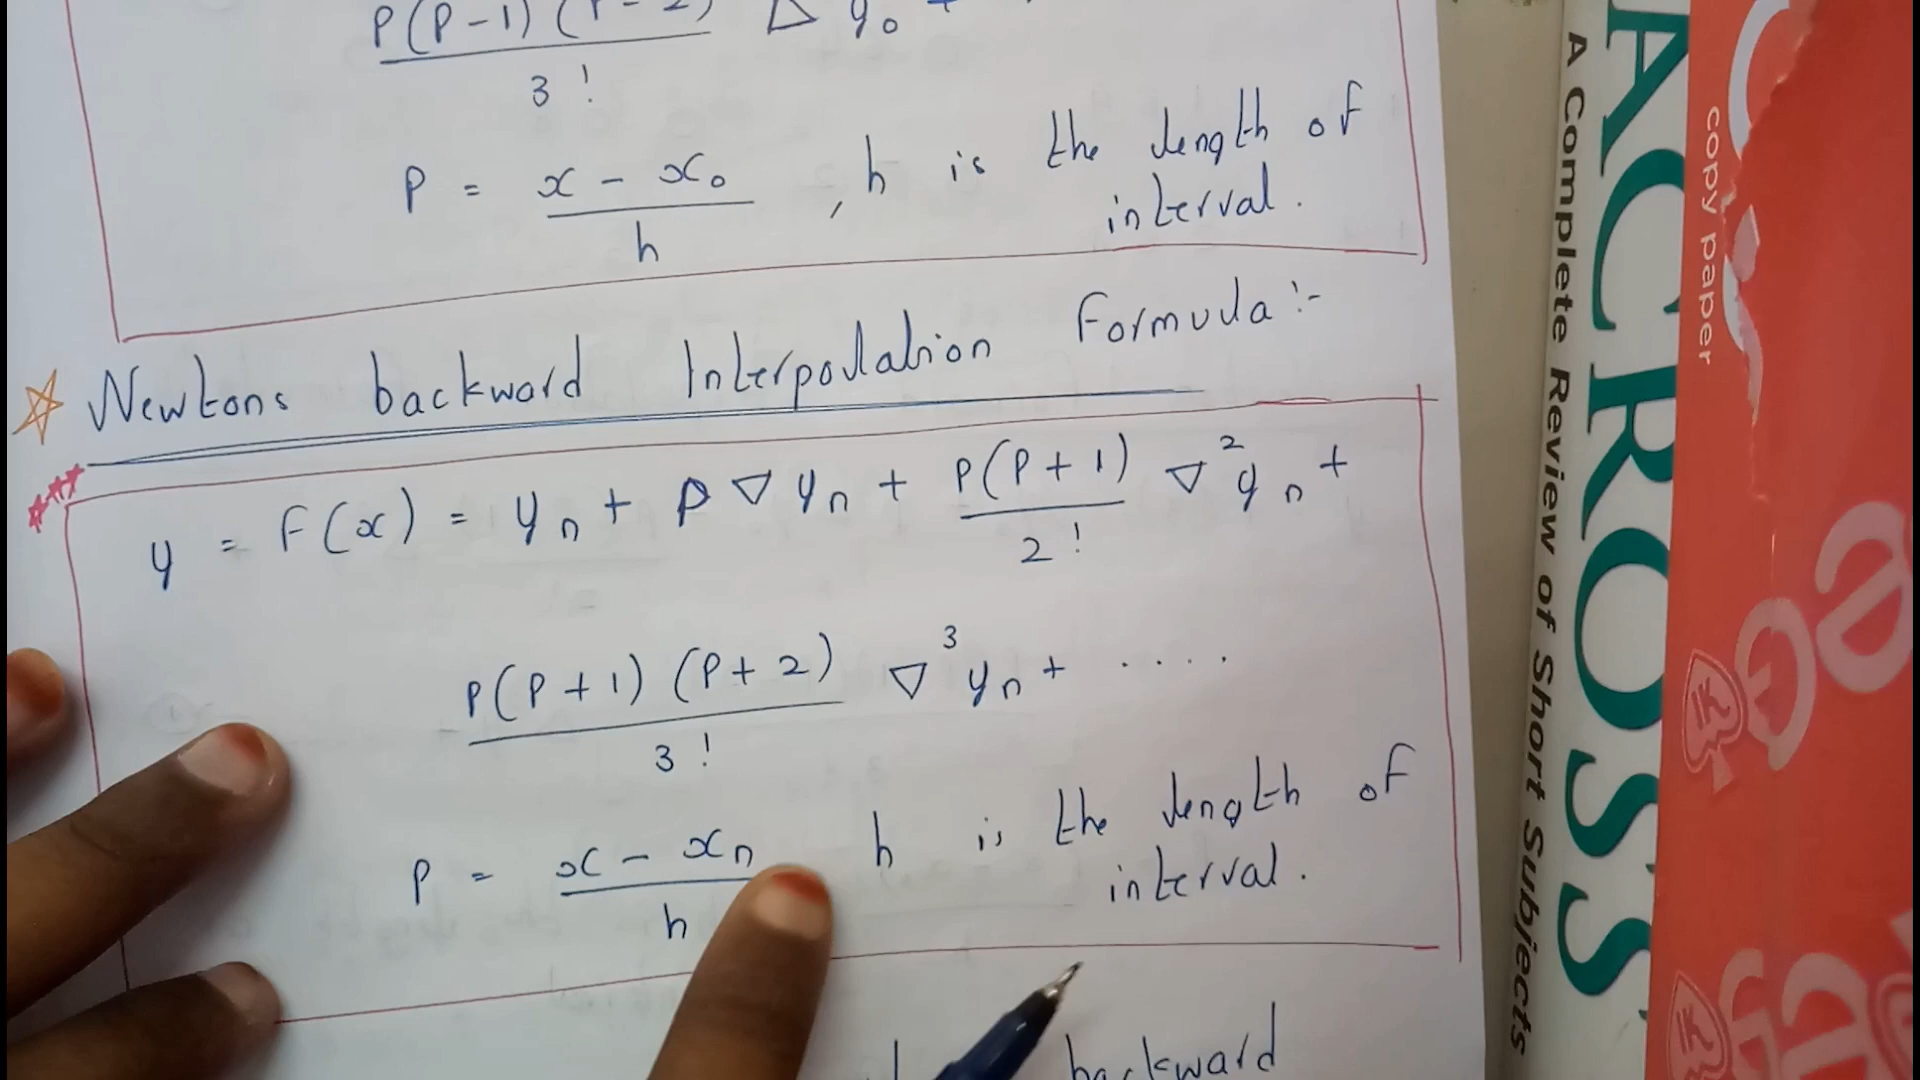 P(P-1)(P-2) Δ y₀ +
3!
P = x - x₀ , h is the length of
h interval.
Newtons backward Interpolation Formula:-
y = F(x) = yn + P ∇ yn + P(P+1) ∇² yn +
2!
P(P+1)(P+2) ∇³ yn + ....
3!
P = x - xn h is the length of
h interval.
backward
ACROSS
A Complete Review of Short Subjects
copy paper